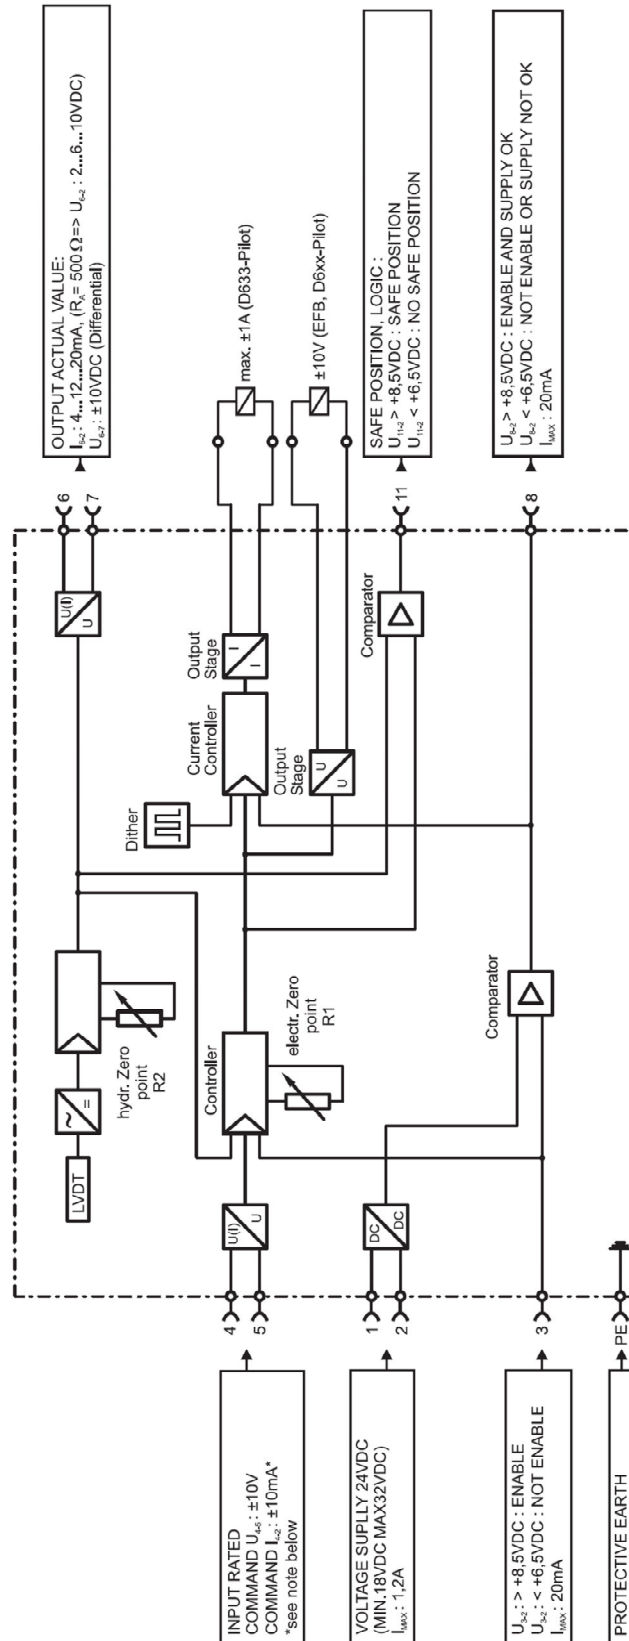 OUTPUT ACTUAL VALUE:
I₆₋₂: 4...12...20mA, (Rₐ= 500 Ω=> U₆₋₂ : 2...6...10VDC)
U₆₋₇: ±10VDC (Differential)
6
7
U(I)
U
max. ±1A (D633-Pilot)
±10V (EFB, D6xx-Pilot)
SAFE POSITION, LOGIC :
U₁₁₋₂ > +8,5VDC : SAFE POSITION
U₁₁₋₂ < +6,5VDC : NO SAFE POSITION
11
U₈₋₂ > +8,5VDC : ENABLE AND SUPPLY OK
U₈₋₂ < +6,5VDC : NOT ENABLE OR SUPPLY NOT OK
I_MAX : 20mA
8
Output
Stage
I
I
Current
Controller
Dither
Output
Stage
U
U
Comparator
LVDT
~
=
hydr. Zero
point
R2
Controller
electr. Zero
point
R1
Comparator
U(I)
U
DC
DC
4
5
1
2
3
PE
INPUT RATED
COMMAND U₄₋₅ : ±10V
COMMAND I₄₋₂ : ±10mA*
*see note below
VOLTAGE SUPLLY 24VDC
(MIN.18VDC MAX32VDC)
I_MAX : 1,2A
U₃₋₂ : > +8,5VDC : ENABLE
U₃₋₂ : < +6,5VDC : NOT ENABLE
I_MAX : 20mA
PROTECTIVE EARTH